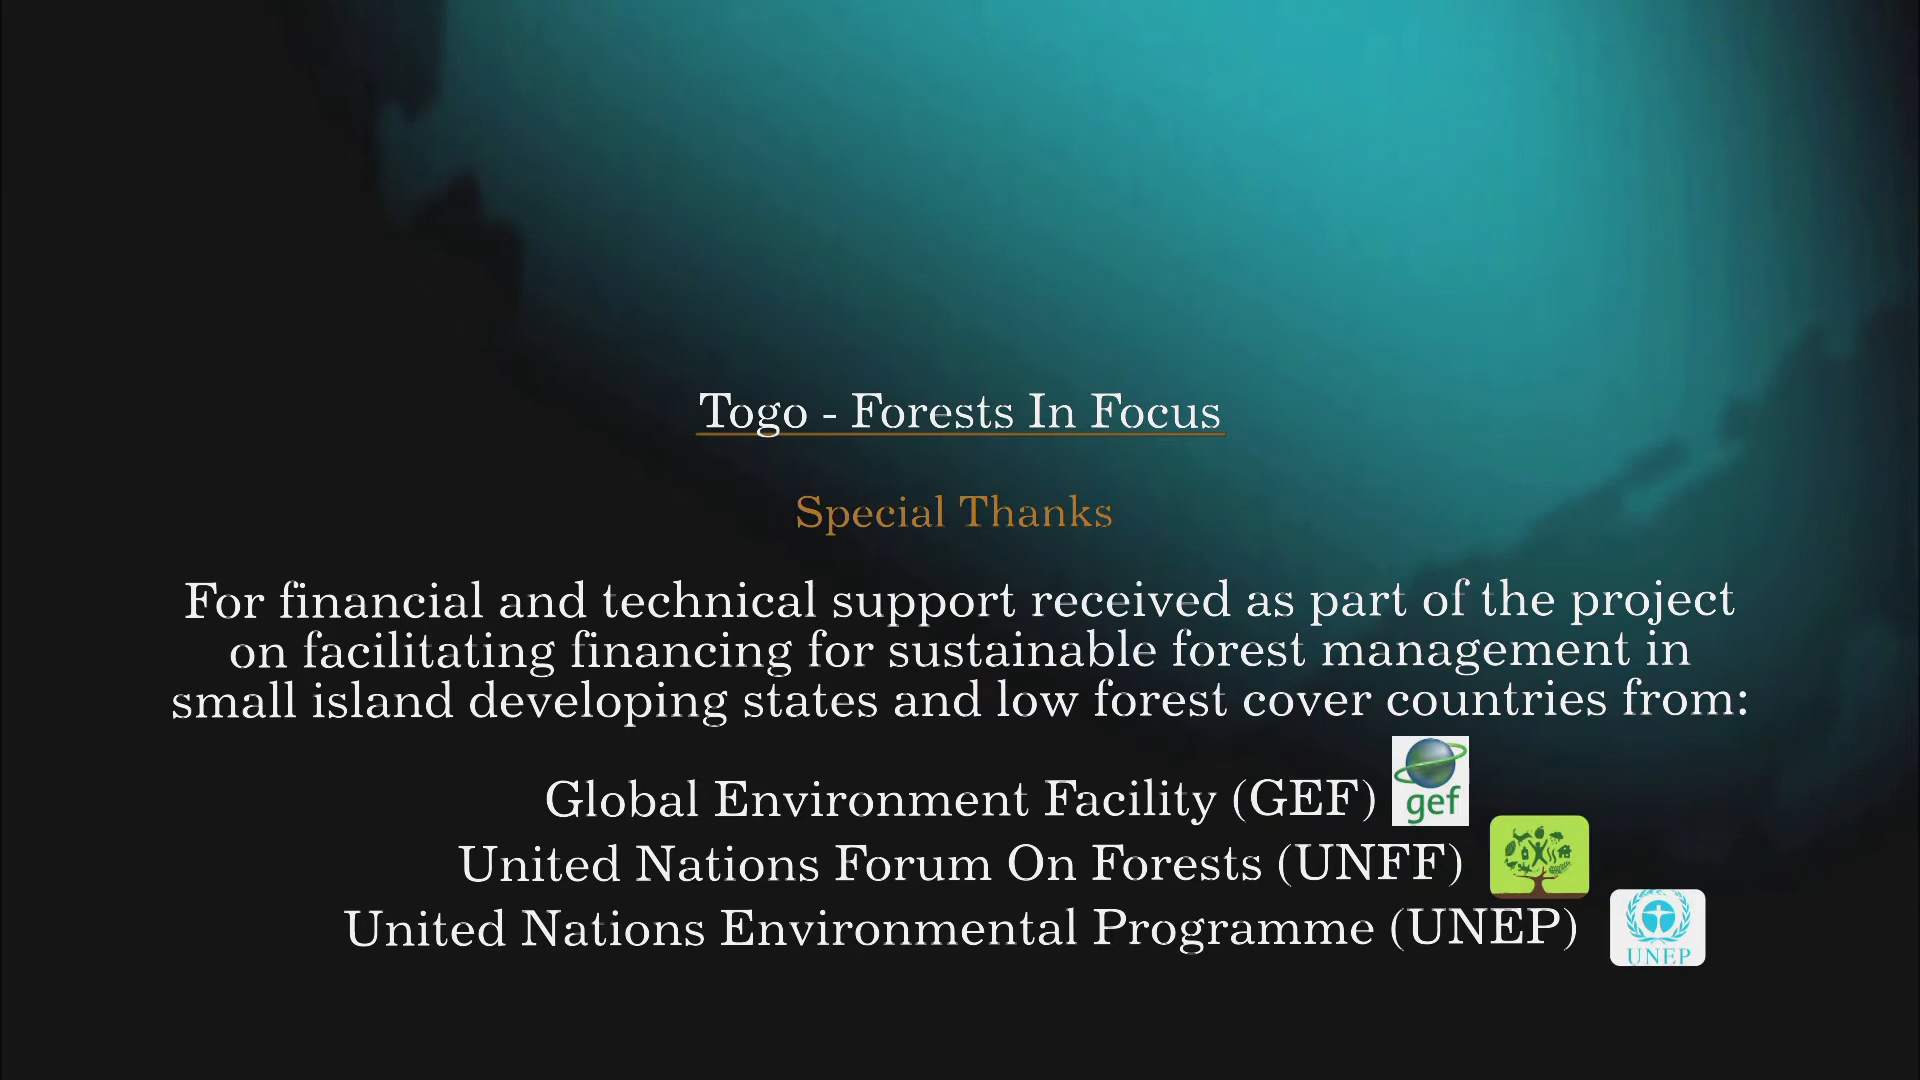 Togo - Forests In Focus
Special Thanks
For financial and technical support received as part of the project
on facilitating financing for sustainable forest management in
small island developing states and low forest cover countries from:
Global Environment Facility (GEF)
gef
United Nations Forum On Forests (UNFF)
United Nations Environmental Programme (UNEP)
UNEP